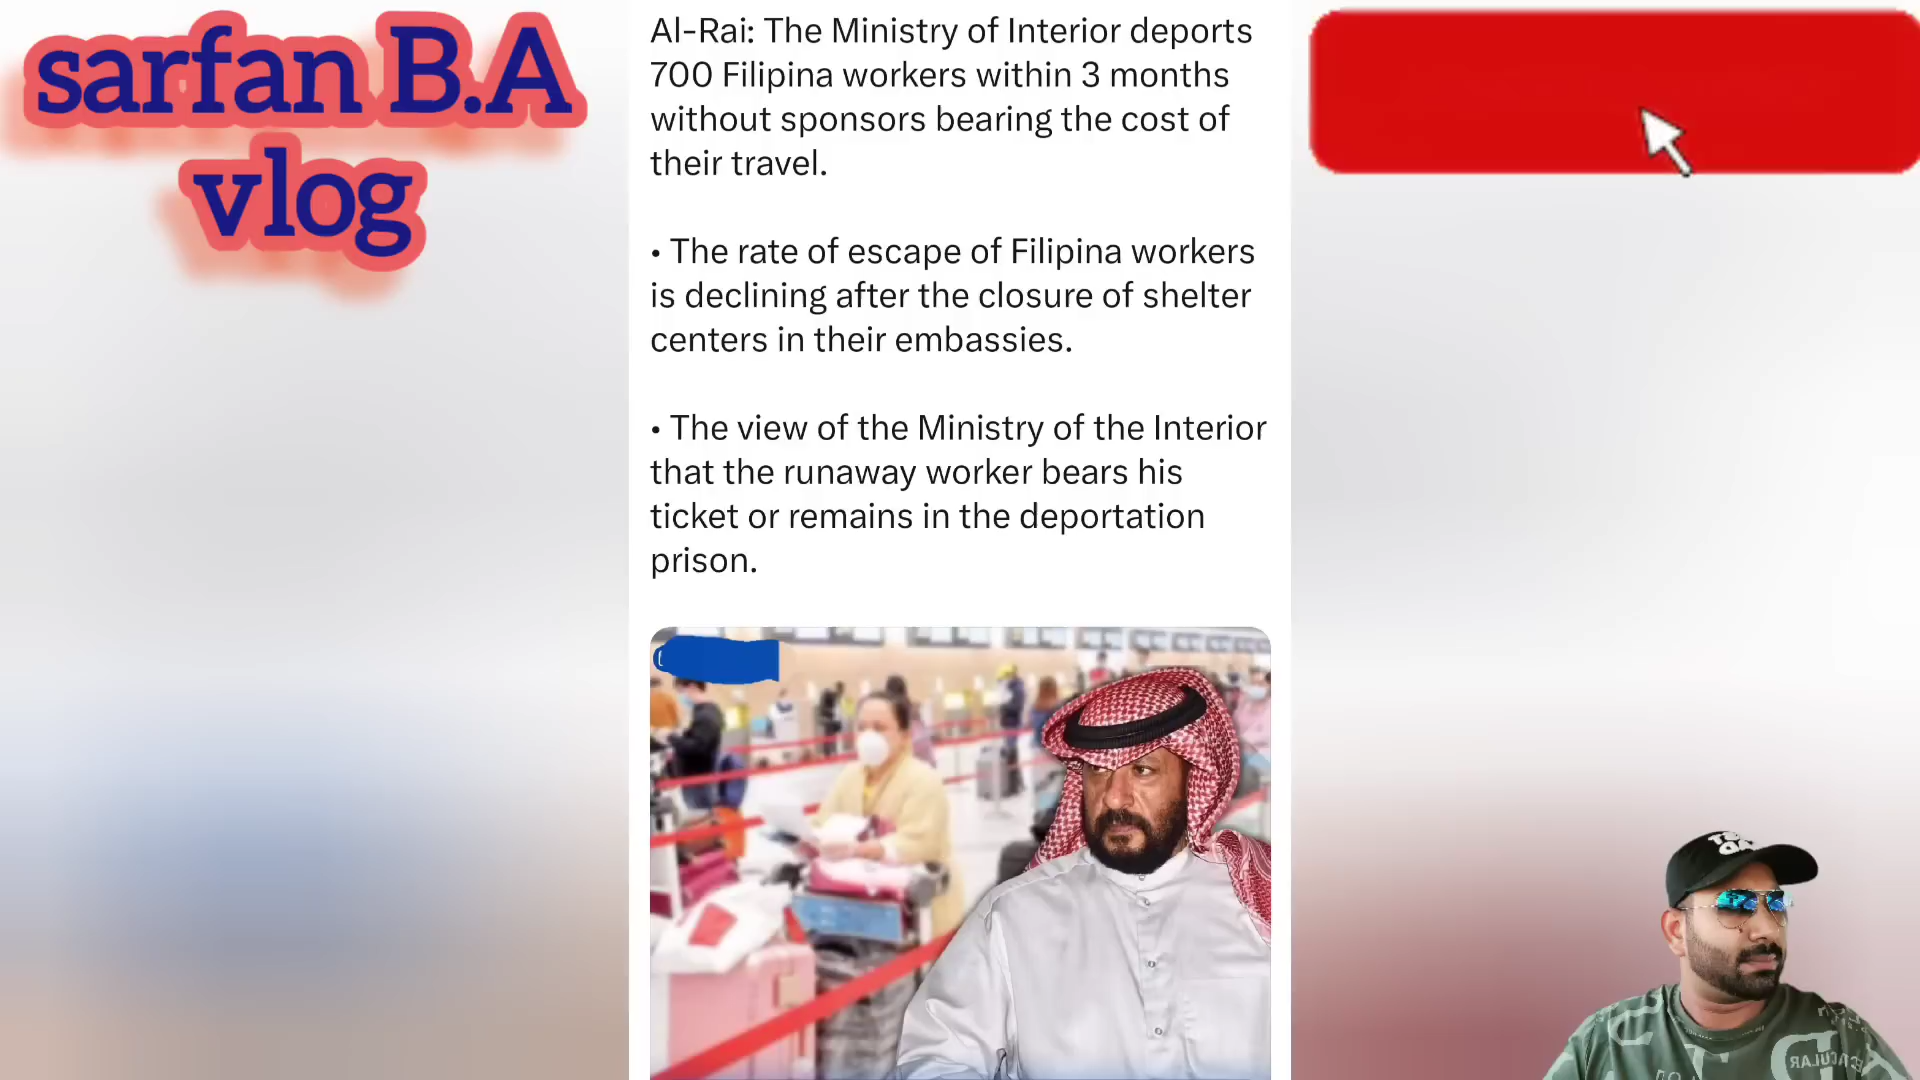 sarfan B.A
vlog
Al-Rai: The Ministry of Interior deports
700 Filipina workers within 3 months
without sponsors bearing the cost of
their travel.
• The rate of escape of Filipina workers
is declining after the closure of shelter
centers in their embassies.
• The view of the Ministry of the Interior
that the runaway worker bears his
ticket or remains in the deportation
prison.